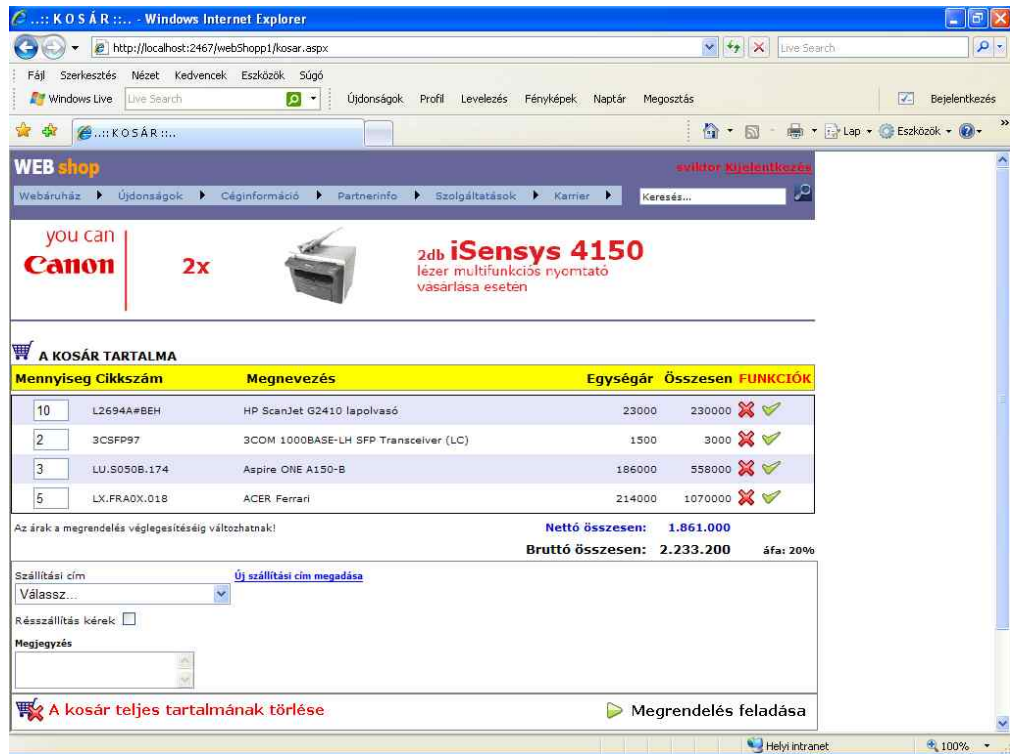 ..:: K O S Á R ::.. - Windows Internet Explorer
http://localhost:2467/webShopp1/kosar.aspx
Live Search
Fájl Szerkesztés Nézet Kedvencek Eszközök Súgó
Windows Live Live Search Újdonságok Profil Levelezés Fényképek Naptár Megosztás Bejelentkezés
..:: K O S Á R ::.. Lap Eszközök
WEB shop sviktor Kijelentkezés
Webáruház Újdonságok Céginformáció Partnerinfo Szolgáltatások Karrier Keresés...
you can
Canon
2x
2db iSensys 4150
lézer multifunkciós nyomtató
vásárlása esetén
A KOSÁR TARTALMA
Mennyiseg Cikkszám Megnevezés Egységár Összesen FUNKCIÓK
10 L2694A#BEH HP ScanJet G2410 lapolvasó 23000 230000
2 3CSFP97 3COM 1000BASE-LH SFP Transceiver (LC) 1500 3000
3 LU.S050B.174 Aspire ONE A150-B 186000 558000
5 LX.FRA0X.018 ACER Ferrari 214000 1070000
Az árak a megrendelés véglegesítéséig változhatnak! Nettó összesen: 1.861.000
Bruttó összesen: 2.233.200 áfa: 20%
Szállítási cím Új szállítási cím megadása
Válassz...
Résszállítás kérek
Megjegyzés
A kosár teljes tartalmának törlése Megrendelés feladása
Helyi intranet 100%